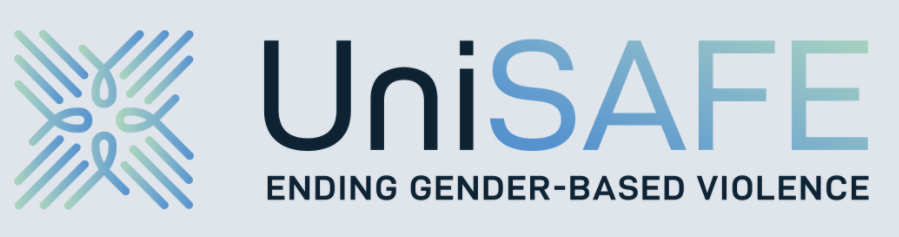 UniSAFE
ENDING GENDER-BASED VIOLENCE